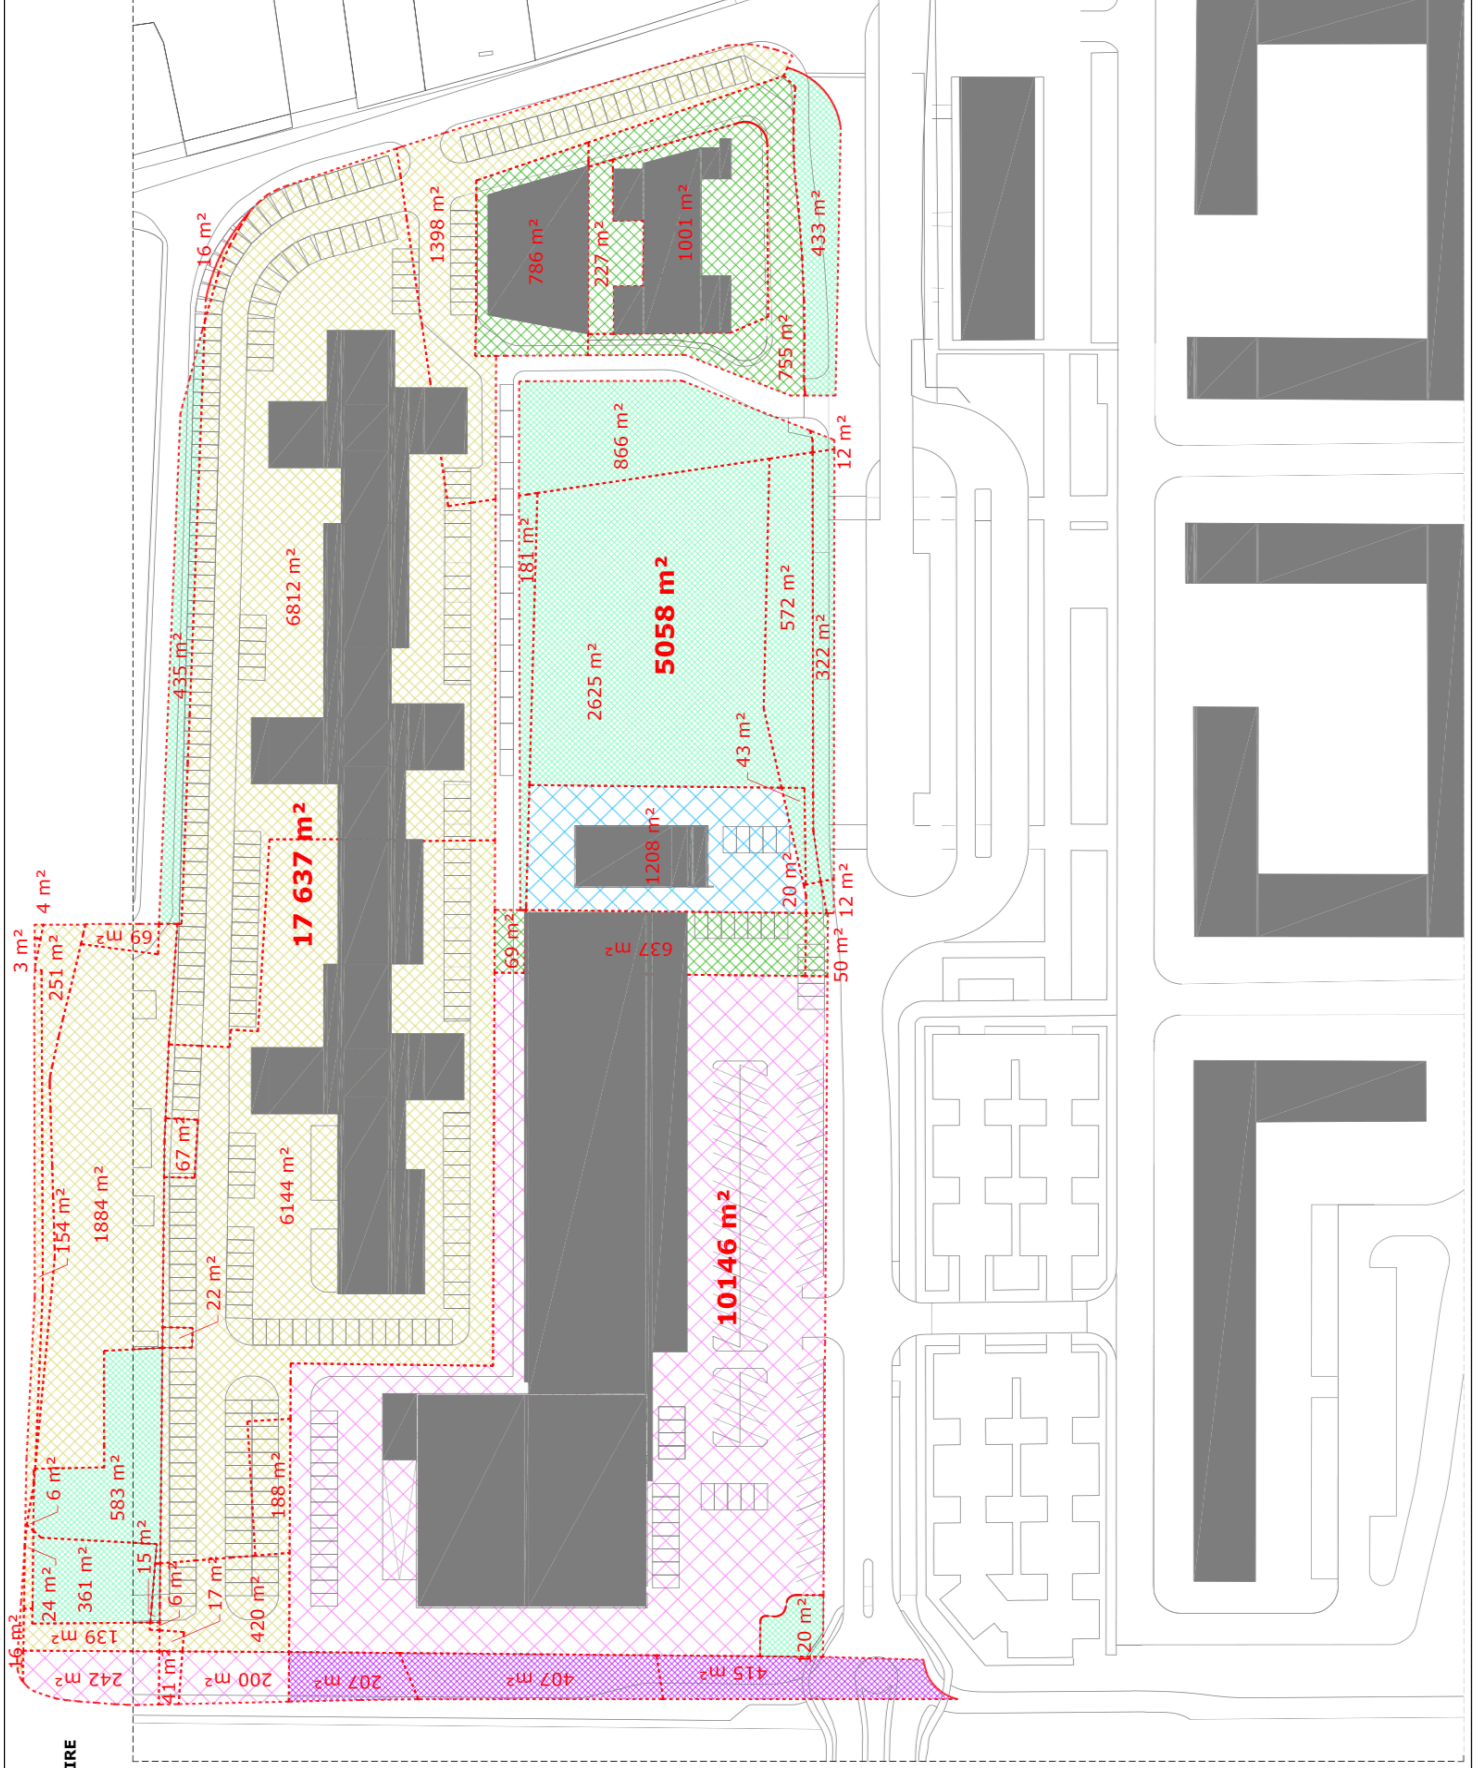 16 m²
1398 m²
786 m²
227 m²
1001 m²
433 m²
755 m²
866 m²
12 m²
181 m²
6812 m²
435 m²
5058 m²
572 m²
322 m²
2625 m²
43 m²
17 637 m²
1208 m²
20 m²
12 m²
4 m²
3 m²
251 m²
69 m²
69 m²
637 m²
50 m²
67 m²
154 m²
1884 m²
6144 m²
22 m²
10146 m²
6 m²
583 m²
188 m²
15 m²
24 m²
361 m²
6 m²
17 m²
420 m²
120 m²
16 m²
139 m²
242 m²
41 m²
200 m²
207 m²
407 m²
415 m²
IRE